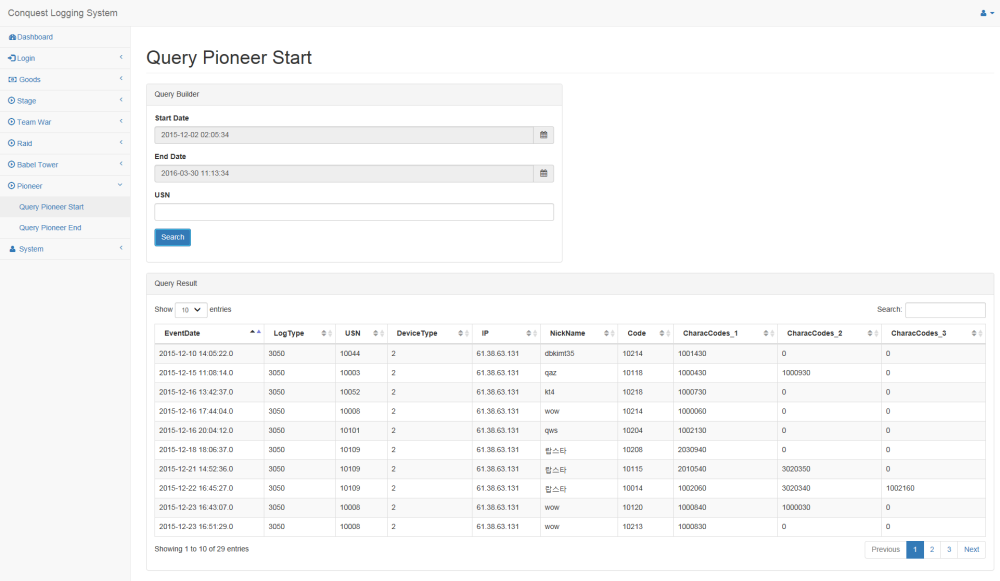 Conquest Logging System
Dashboard
Login
Goods
Stage
Team War
Raid
Babel Tower
Pioneer
Query Pioneer Start
Query Pioneer End
System
Query Pioneer Start
Query Builder
Start Date
2015-12-02 02:05:34
End Date
2016-03-30 11:13:34
USN
Search
Query Result
Show 10 entries Search:
EventDate LogType USN DeviceType IP NickName Code CharacCodes_1 CharacCodes_2 CharacCodes_3
2015-12-10 14:05:22.0 3050 10044 2 61.38.63.131 dbkimt35 10214 1001430 0 0
2015-12-15 11:08:14.0 3050 10003 2 61.38.63.131 qaz 10118 1000430 1000930 0
2015-12-16 13:42:37.0 3050 10052 2 61.38.63.131 kt4 10218 1000730 0 0
2015-12-16 17:44:04.0 3050 10008 2 61.38.63.131 wow 10214 1000060 0 0
2015-12-16 20:04:12.0 3050 10101 2 61.38.63.131 qws 10204 1002130 0 0
2015-12-18 18:06:37.0 3050 10109 2 61.38.63.131 탑스타 10208 2030940 0 0
2015-12-21 14:52:36.0 3050 10109 2 61.38.63.131 탑스타 10115 2010540 3020350 0
2015-12-22 16:45:27.0 3050 10109 2 61.38.63.131 탑스타 10014 1002060 3020340 1002160
2015-12-23 16:43:07.0 3050 10008 2 61.38.63.131 wow 10120 1000840 1000030 0
2015-12-23 16:51:29.0 3050 10008 2 61.38.63.131 wow 10213 1000830 0 0
Showing 1 to 10 of 29 entries Previous 1 2 3 Next